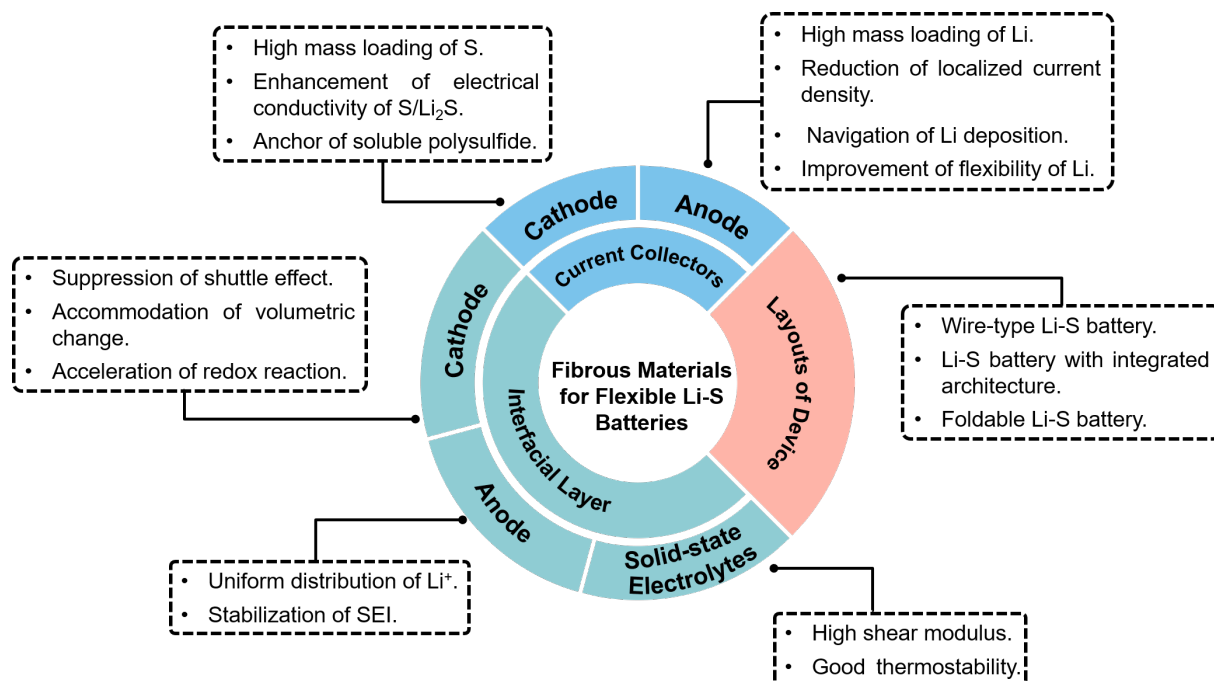 • High mass loading of S.
• Enhancement of electrical
conductivity of S/Li₂S.
• Anchor of soluble polysulfide.
• High mass loading of Li.
• Reduction of localized current
density.
• Navigation of Li deposition.
• Improvement of flexibility of Li.
Cathode
Anode
Current Collectors
• Suppression of shuttle effect.
• Accommodation of volumetric
change.
• Acceleration of redox reaction.
Cathode
Interfacial Layer
Fibrous Materials
for Flexible Li-S
Batteries
Layouts of Device
• Wire-type Li-S battery.
• Li-S battery with integrated
architecture.
• Foldable Li-S battery.
Anode
Solid-state
Electrolytes
• Uniform distribution of Li⁺.
• Stabilization of SEI.
• High shear modulus.
• Good thermostability.